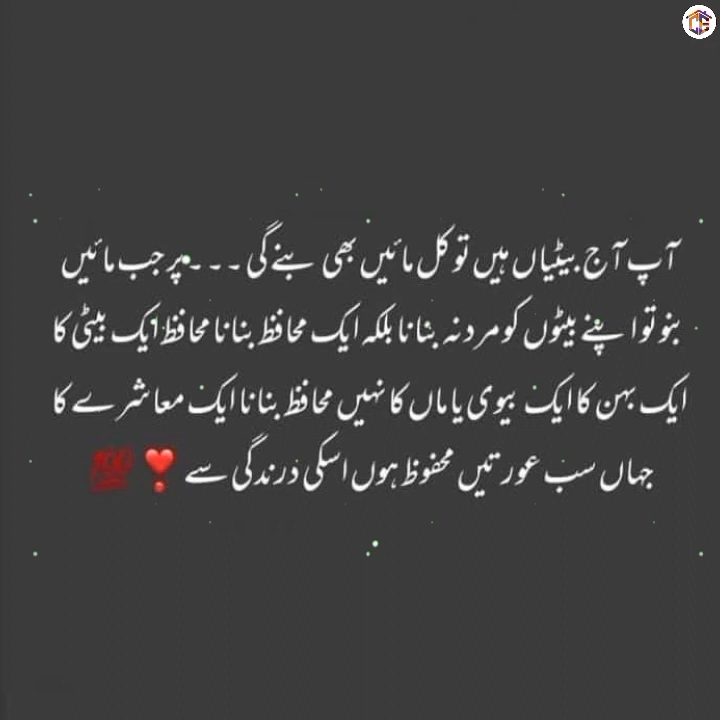 آپ آج بیٹیاں ہیں تو کل مائیں بھی بنے گی ۔۔۔ پر جب مائیں
بنو تو اپنے بیٹوں کو مرد نہ بنانا بلکہ ایک محافظ بنانا محافظ ایک بیٹی کا
ایک بہن کا ایک بیوی یا ماں کا نہیں محافظ بنانا ایک معاشرے کا
جہاں سب عورتیں محفوظ ہوں اسکی درندگی سے ❣️ 💯